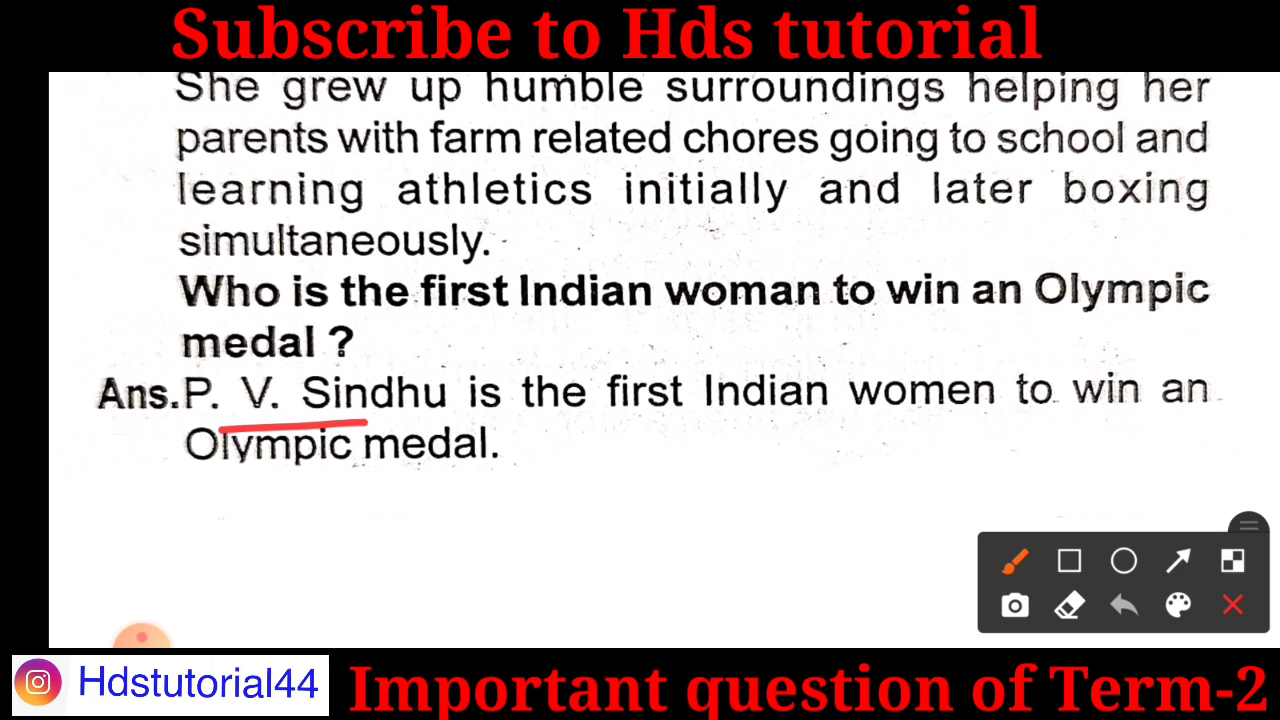 Subscribe to Hds tutorial
She grew up humble surroundings helping her
parents with farm related chores going to school and
learning athletics initially and later boxing
simultaneously.
Who is the first Indian woman to win an Olympic
medal ?
Ans.P. V. Sindhu is the first Indian women to win an
Olympic medal.
Hdstutorial44
Important question of Term-2